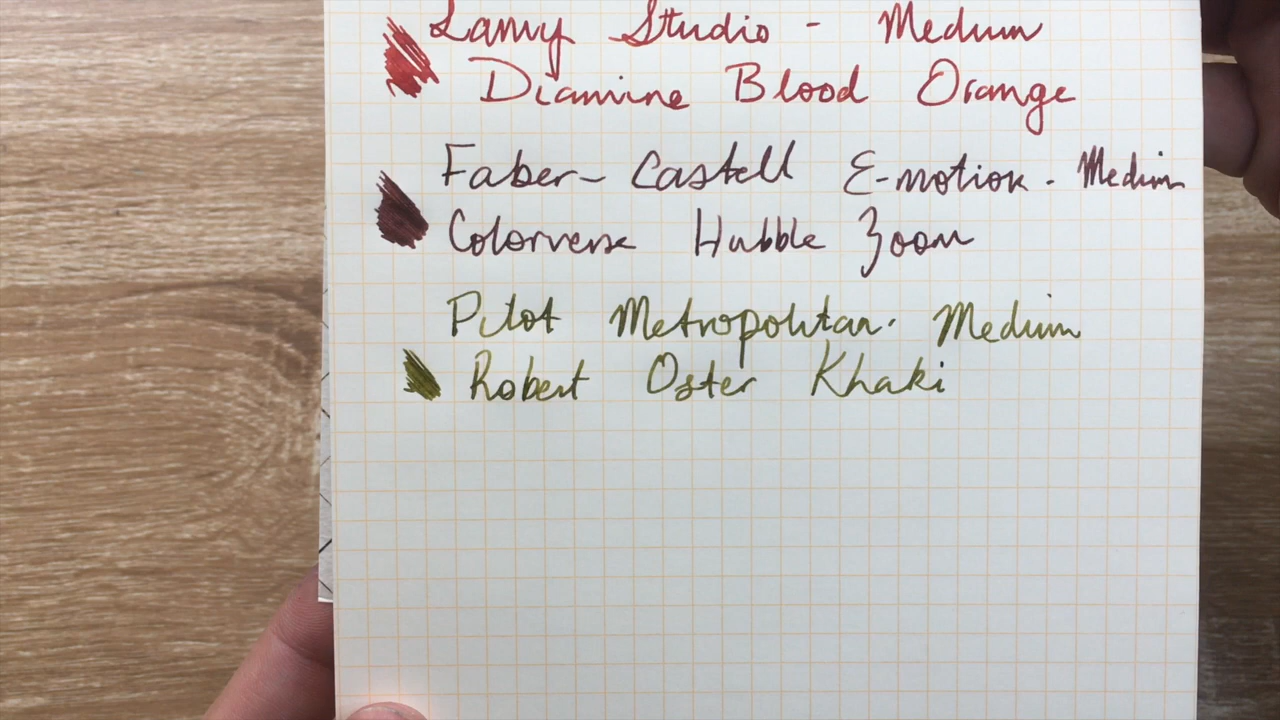 Lamy Studio - Medium
Diamine Blood Orange
Faber-Castell E-motion - Medium
Colorverse Hubble Zoom
Pilot Metropolitan - Medium
Robert Oster Khaki